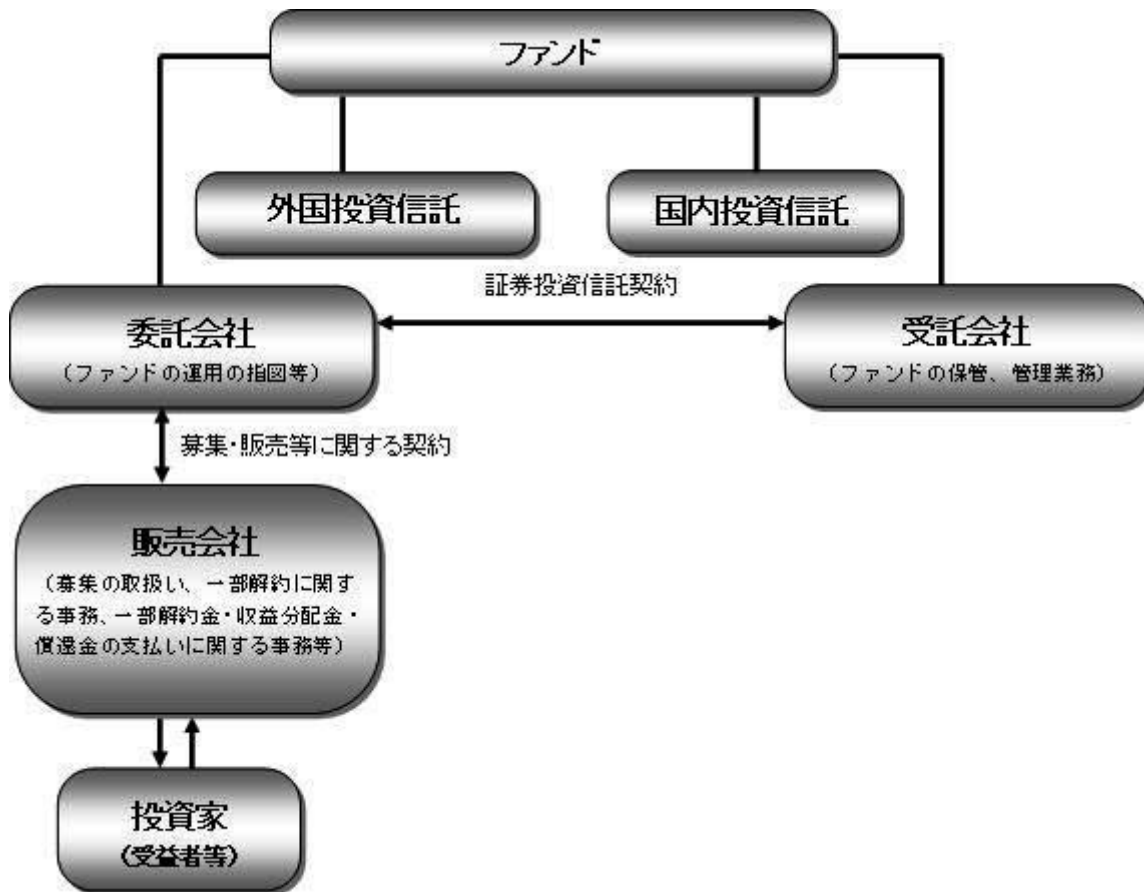 ファンド
外国投資信託
国内投資信託
証券投資信託契約
委託会社
（ファンドの運用の指図等）
受託会社
（ファンドの保管、管理業務）
募集・販売等に関する契約
販売会社
（募集の取扱い、一部解約に関す
る事務、一部解約金・収益分配金・
償還金の支払いに関する事務等）
投資家
（受益者等）